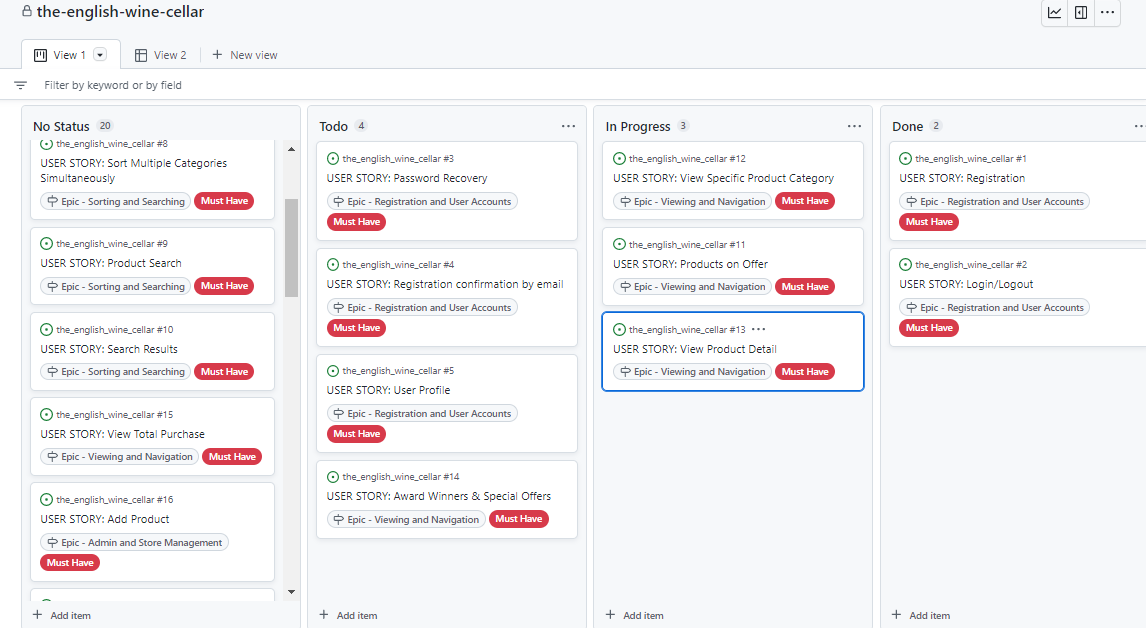 the-english-wine-cellar
View 1
View 2
New view
Filter by keyword or by field
No Status 20
the_english_wine_cellar #8
USER STORY: Sort Multiple Categories
Simultaneously
Epic - Sorting and Searching Must Have
the_english_wine_cellar #9
USER STORY: Product Search
Epic - Sorting and Searching Must Have
the_english_wine_cellar #10
USER STORY: Search Results
Epic - Sorting and Searching Must Have
the_english_wine_cellar #15
USER STORY: View Total Purchase
Epic - Viewing and Navigation Must Have
the_english_wine_cellar #16
USER STORY: Add Product
Epic - Admin and Store Management
Must Have
Add item
Todo 4
the_english_wine_cellar #3
USER STORY: Password Recovery
Epic - Registration and User Accounts
Must Have
the_english_wine_cellar #4
USER STORY: Registration confirmation by email
Epic - Registration and User Accounts
Must Have
the_english_wine_cellar #5
USER STORY: User Profile
Epic - Registration and User Accounts
Must Have
the_english_wine_cellar #14
USER STORY: Award Winners & Special Offers
Epic - Viewing and Navigation Must Have
Add item
In Progress 3
the_english_wine_cellar #12
USER STORY: View Specific Product Category
Epic - Viewing and Navigation Must Have
the_english_wine_cellar #11
USER STORY: Products on Offer
Epic - Viewing and Navigation Must Have
the_english_wine_cellar #13
USER STORY: View Product Detail
Epic - Viewing and Navigation Must Have
Add item
Done 2
the_english_wine_cellar #1
USER STORY: Registration
Epic - Registration and User Accounts
Must Have
the_english_wine_cellar #2
USER STORY: Login/Logout
Epic - Registration and User Accounts
Must Have
Add item